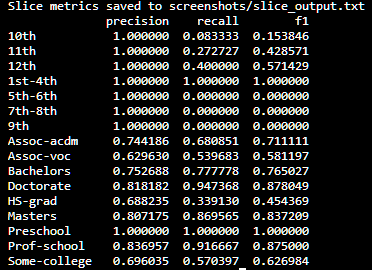 Slice metrics saved to screenshots/slice_output.txt
precision recall f1
10th 1.000000 0.083333 0.153846
11th 1.000000 0.272727 0.428571
12th 1.000000 0.400000 0.571429
1st-4th 1.000000 1.000000 1.000000
5th-6th 1.000000 0.000000 0.000000
7th-8th 1.000000 0.000000 0.000000
9th 1.000000 0.000000 0.000000
Assoc-acdm 0.744186 0.680851 0.711111
Assoc-voc 0.629630 0.539683 0.581197
Bachelors 0.752688 0.777778 0.765027
Doctorate 0.818182 0.947368 0.878049
HS-grad 0.688235 0.339130 0.454369
Masters 0.807175 0.869565 0.837209
Preschool 1.000000 1.000000 1.000000
Prof-school 0.836957 0.916667 0.875000
Some-college 0.696035 0.570397 0.626984